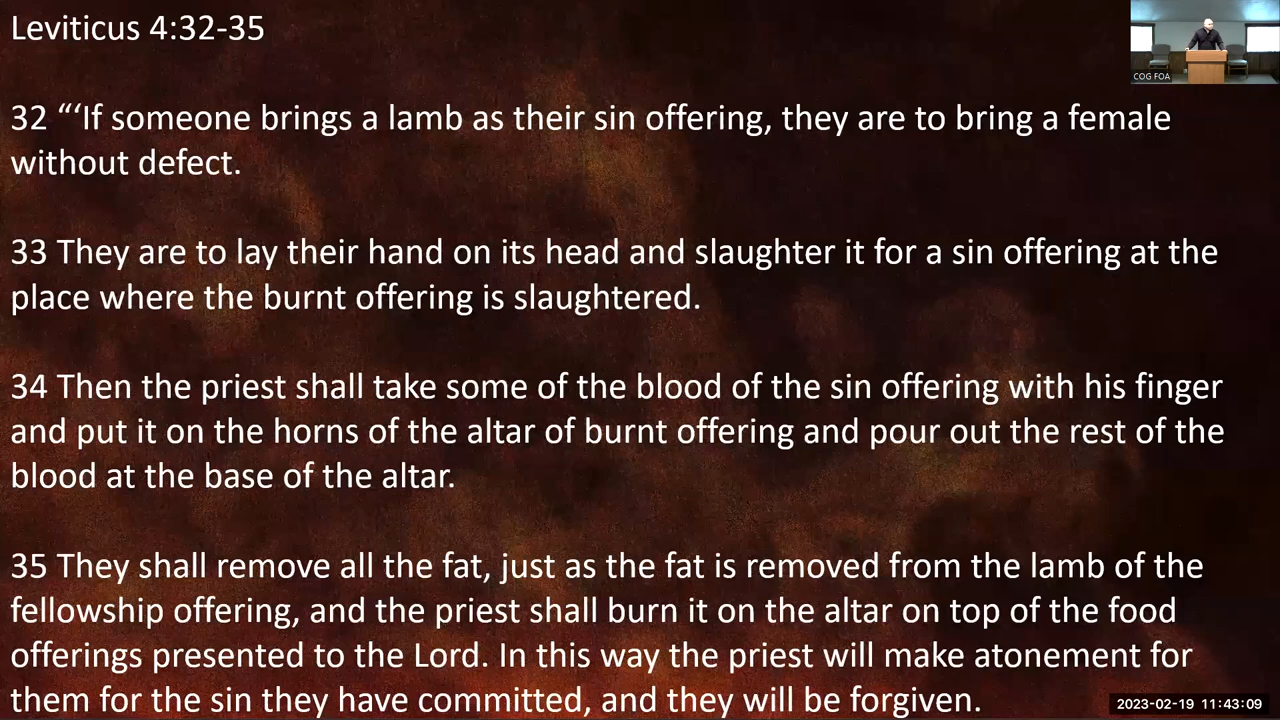 Leviticus 4:32-35
COG FOA
32 “‘If someone brings a lamb as their sin offering, they are to bring a female
without defect.
33 They are to lay their hand on its head and slaughter it for a sin offering at the
place where the burnt offering is slaughtered.
34 Then the priest shall take some of the blood of the sin offering with his finger
and put it on the horns of the altar of burnt offering and pour out the rest of the
blood at the base of the altar.
35 They shall remove all the fat, just as the fat is removed from the lamb of the
fellowship offering, and the priest shall burn it on the altar on top of the food
offerings presented to the Lord. In this way the priest will make atonement for
them for the sin they have committed, and they will be forgiven.
2023-02-19 11:43:09